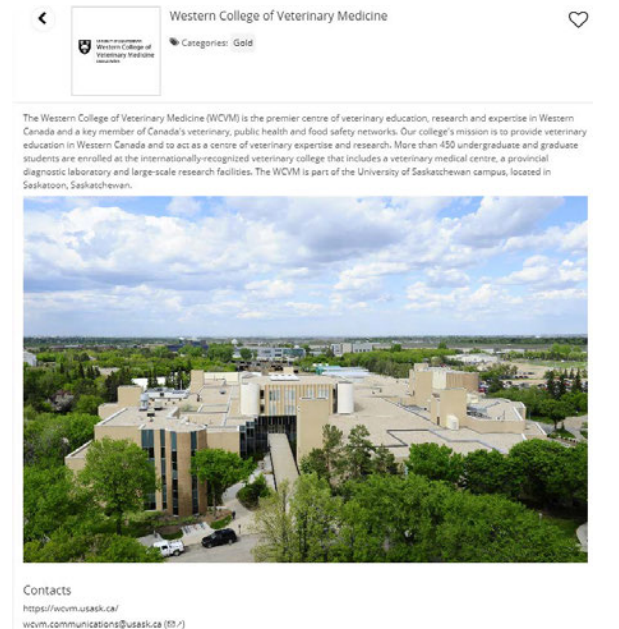 Western College of Veterinary Medicine
Western College of
Veterinary Medicine
Categories: Gold
The Western College of Veterinary Medicine (WCVM) is the premier centre of veterinary education, research and expertise in Western
Canada and a key member of Canada's veterinary, public health and food safety networks. Our college's mission is to provide veterinary
education in Western Canada and to act as a centre of veterinary expertise and research. More than 450 undergraduate and graduate
students are enrolled at the internationally-recognized veterinary college that includes a veterinary medical centre, a provincial
diagnostic laboratory and large-scale research facilities. The WCVM is part of the University of Saskatchewan campus, located in
Saskatoon, Saskatchewan.
Contacts
https://wcvm.usask.ca/
wcvm.communications@usask.ca